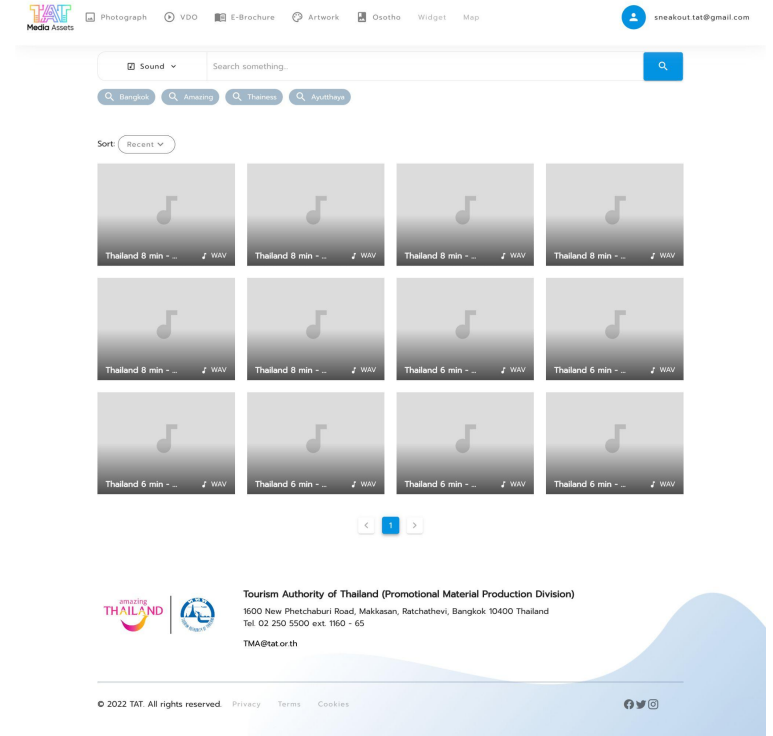 TAT
Media Assets
Photograph VDO E-Brochure Artwork Osotho Widget Map
sneakout.tat@gmail.com
Sound Search something..
Bangkok Amazing Thainess Ayutthaya
Sort: Recent
Thailand 8 min - ... WAV Thailand 8 min - ... WAV Thailand 8 min - ... WAV Thailand 8 min - ... WAV
Thailand 8 min - ... WAV Thailand 8 min - ... WAV Thailand 6 min - ... WAV Thailand 6 min - ... WAV
Thailand 6 min - ... WAV Thailand 6 min - ... WAV Thailand 6 min - ... WAV Thailand 6 min - ... WAV
1
amazing
THAILAND
Tourism Authority of Thailand (Promotional Material Production Division)
1600 New Phetchaburi Road, Makkasan, Ratchathevi, Bangkok 10400 Thailand
Tel. 02 250 5500 ext. 1160 - 65
TMA@tat.or.th
© 2022 TAT. All rights reserved. Privacy Terms Cookies